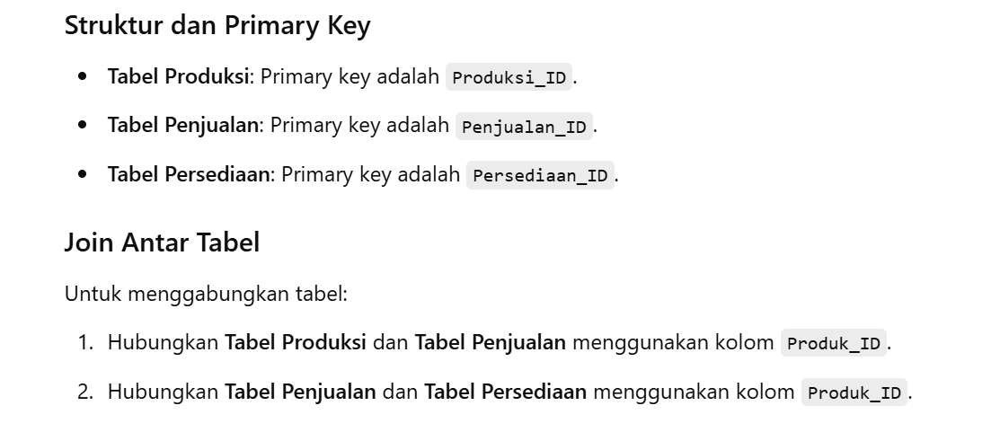 Struktur dan Primary Key
• Tabel Produksi: Primary key adalah Produksi_ID.
• Tabel Penjualan: Primary key adalah Penjualan_ID.
• Tabel Persediaan: Primary key adalah Persediaan_ID.
Join Antar Tabel
Untuk menggabungkan tabel:
1. Hubungkan Tabel Produksi dan Tabel Penjualan menggunakan kolom Produk_ID.
2. Hubungkan Tabel Penjualan dan Tabel Persediaan menggunakan kolom Produk_ID.